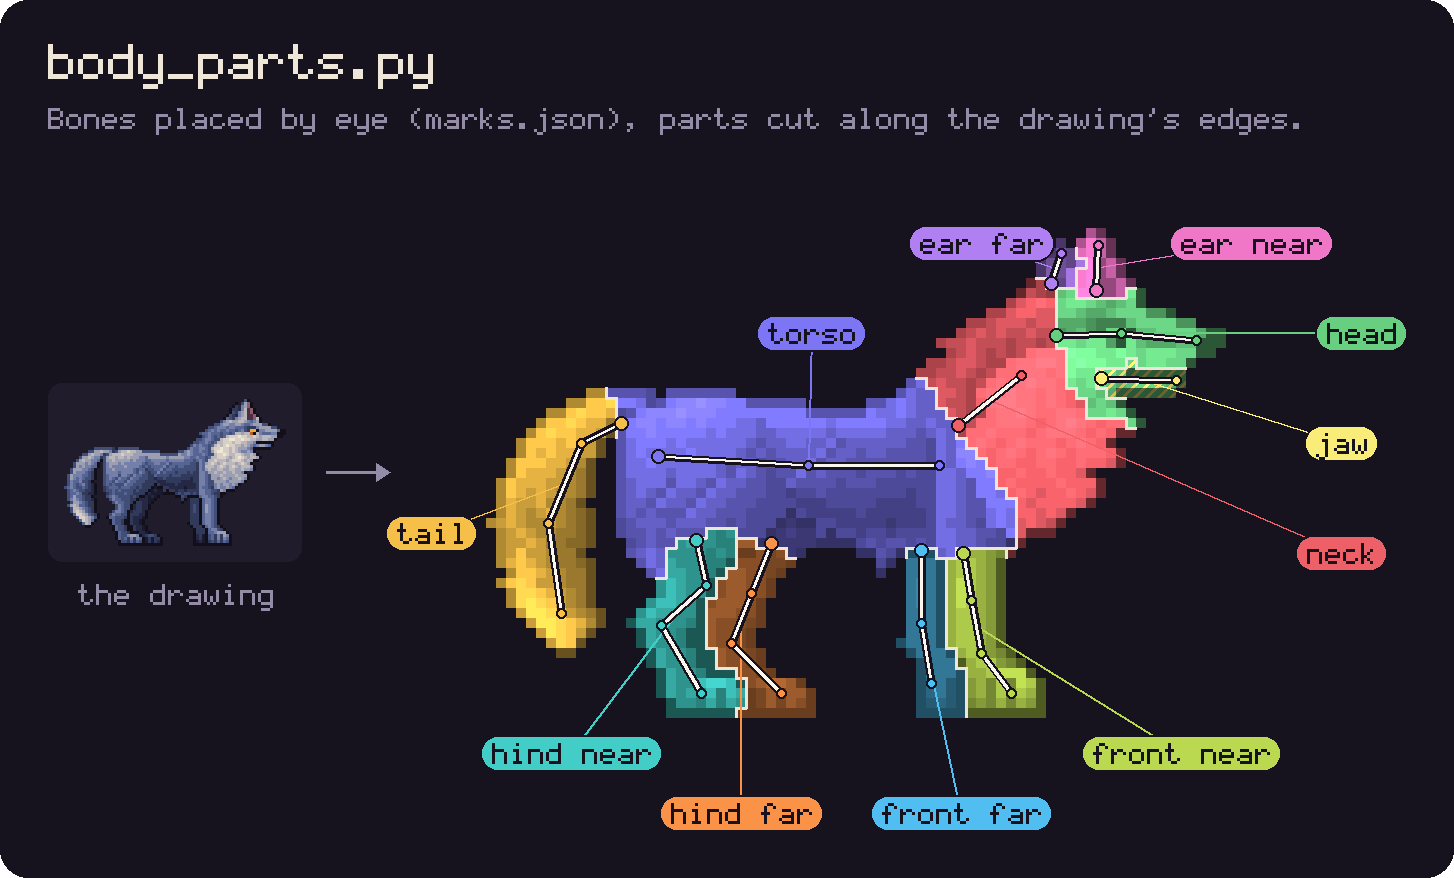 body_parts.py
Bones placed by eye (marks.json), parts cut along the drawing's edges.
ear far
ear near
torso
head
jaw
tail
neck
the drawing
hind near
front near
hind far
front far